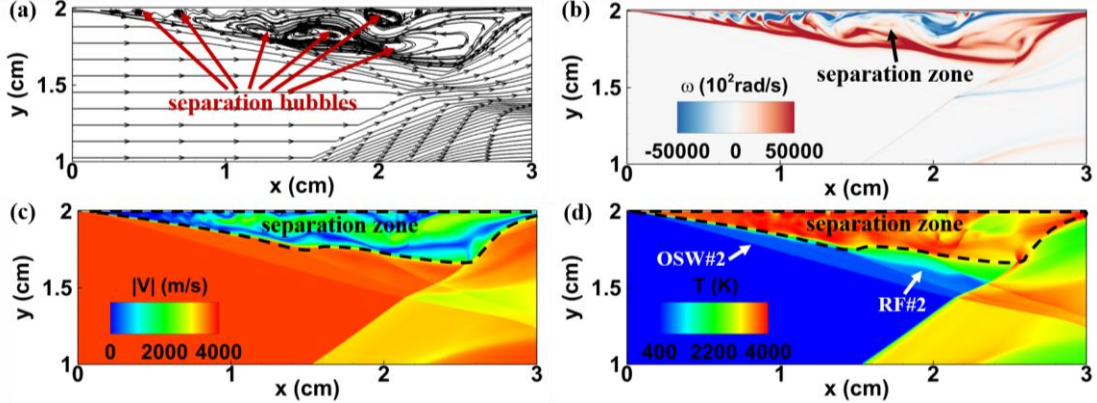 (a)
2
y (cm)
1.5
1
separation bubbles
0
1
2
3
x (cm)
(b)
2
y (cm)
1.5
1
separation zone
ω (10²rad/s)
-50000
0
50000
0
1
2
3
x (cm)
(c)
2
y (cm)
1.5
1
separation zone
|V| (m/s)
0
2000
4000
0
1
2
3
x (cm)
(d)
2
y (cm)
1.5
1
separation zone
OSW#2
RF#2
T (K)
400
2200
4000
0
1
2
3
x (cm)